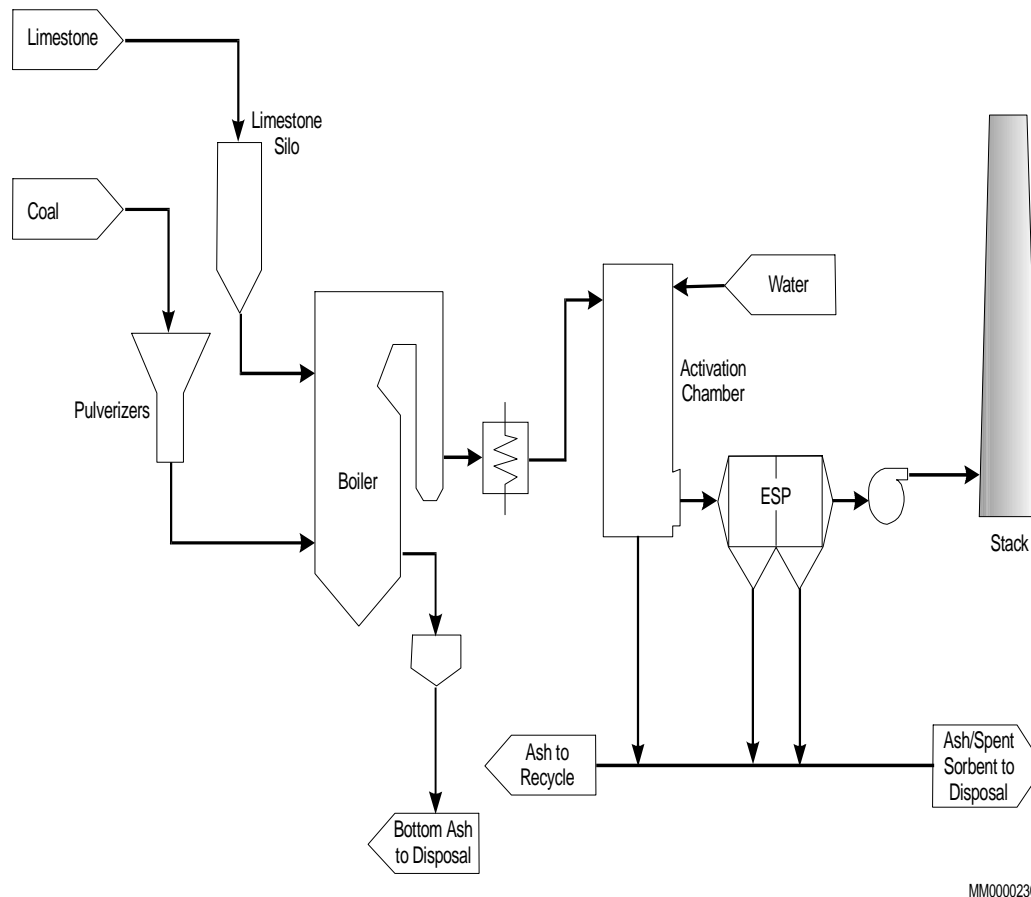 Limestone
Limestone
Silo
Coal
Water
Activation
Chamber
Pulverizers
Boiler
ESP
Stack
Ash to
Recycle
Ash/Spent
Sorbent to
Disposal
Bottom Ash
to Disposal